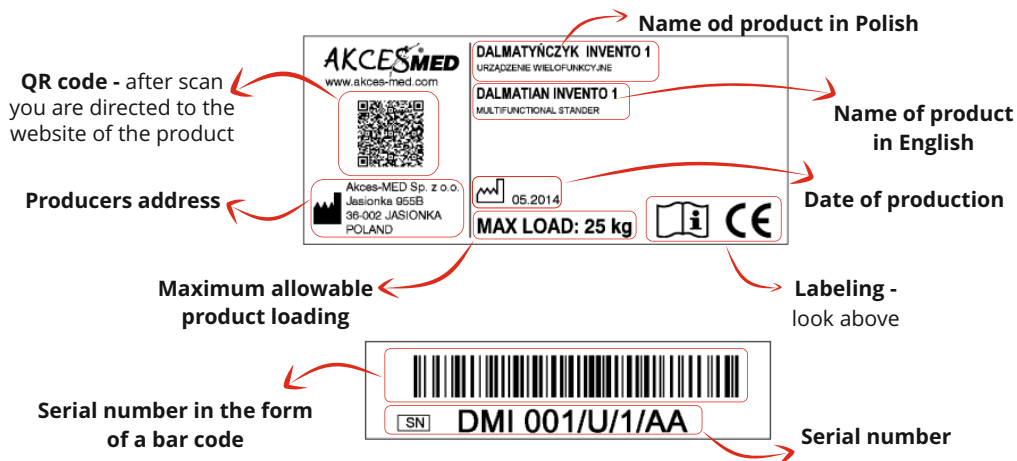 Name od product in Polish
AKCESMED
www.akces-med.com
DALMATYŃCZYK INVENTO 1
URZĄDZENIE WIELOFUNKCYJNE
DALMATIAN INVENTO 1
MULTIFUNCTIONAL STANDER
QR code - after scan
you are directed to the
website of the product
Name of product
in English
Producers address
Akces-MED Sp. z o.o.
Jasionka 955B
36-002 JASIONKA
POLAND
05.2014
MAX LOAD: 25 kg
i CE
Date of production
Maximum allowable
product loading
Labeling -
look above
Serial number in the form
of a bar code
SN DMI 001/U/1/AA
Serial number